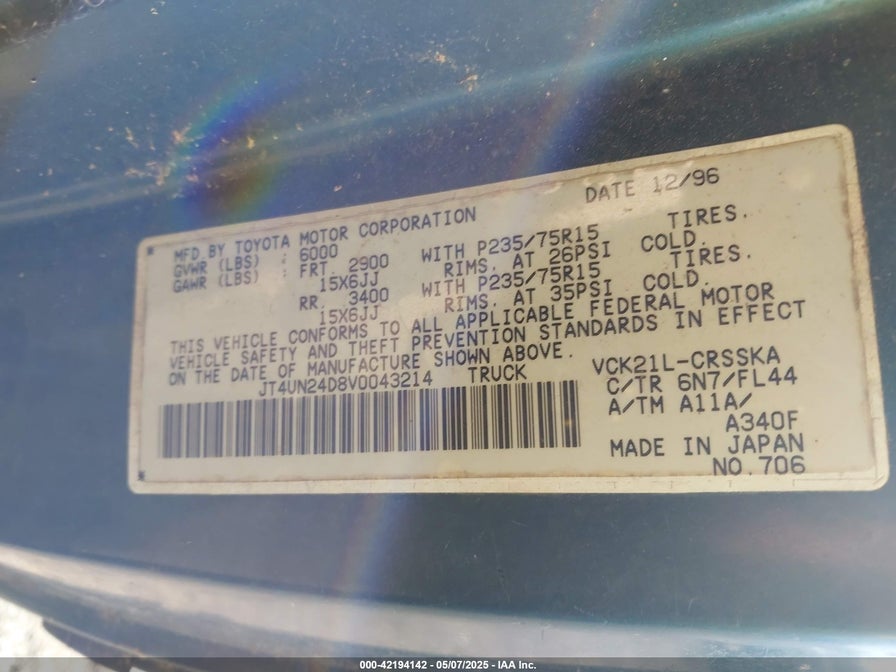 DATE 12/96
MFD.BY TOYOTA MOTOR CORPORATION
GVWR (LBS) : 6000
GAWR (LBS) : FRT. 2900 WITH P235/75R15 TIRES.
15X6JJ RIMS. AT 26PSI COLD.
RR. 3400 WITH P235/75R15 TIRES.
15X6JJ RIMS. AT 35PSI COLD.
THIS VEHICLE CONFORMS TO ALL APPLICABLE FEDERAL MOTOR
VEHICLE SAFETY AND THEFT PREVENTION STANDARDS IN EFFECT
ON THE DATE OF MANUFACTURE SHOWN ABOVE.
JT4UN24D8V0043214 TRUCK
VCK21L-CRSSKA
C/TR 6N7/FL44
A/TM A11A/
A340F
MADE IN JAPAN
NO.706
000-42194142 - 05/07/2025 - IAA Inc.